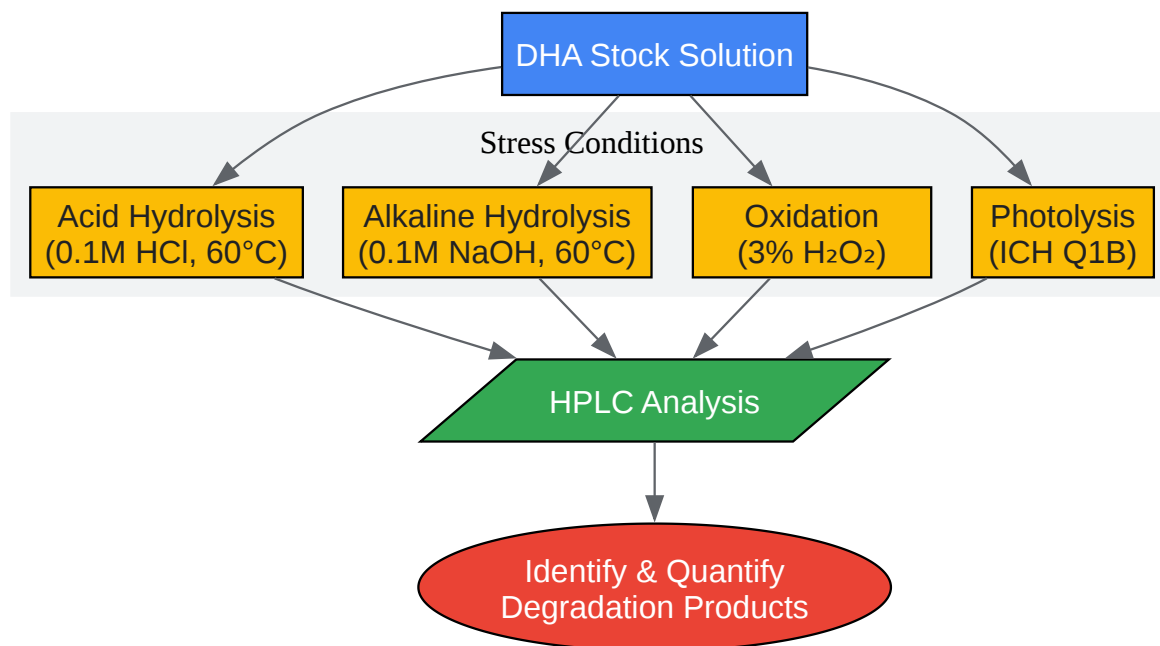 DHA Stock Solution
Stress Conditions
Acid Hydrolysis
(0.1M HCl, 60°C)
Alkaline Hydrolysis
(0.1M NaOH, 60°C)
Oxidation
(3% H₂O₂)
Photolysis
(ICH Q1B)
HPLC Analysis
Identify & Quantify
Degradation Products